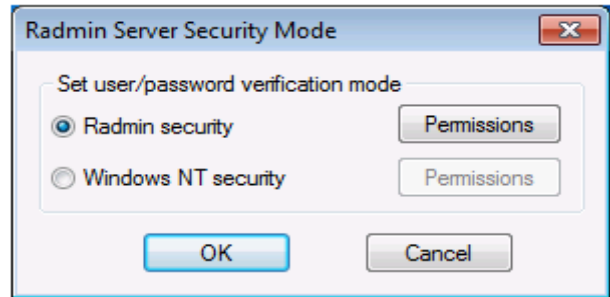 Radmin Server Security Mode
Set user/password verification mode
Radmin security Permissions
Windows NT security Permissions
OK Cancel